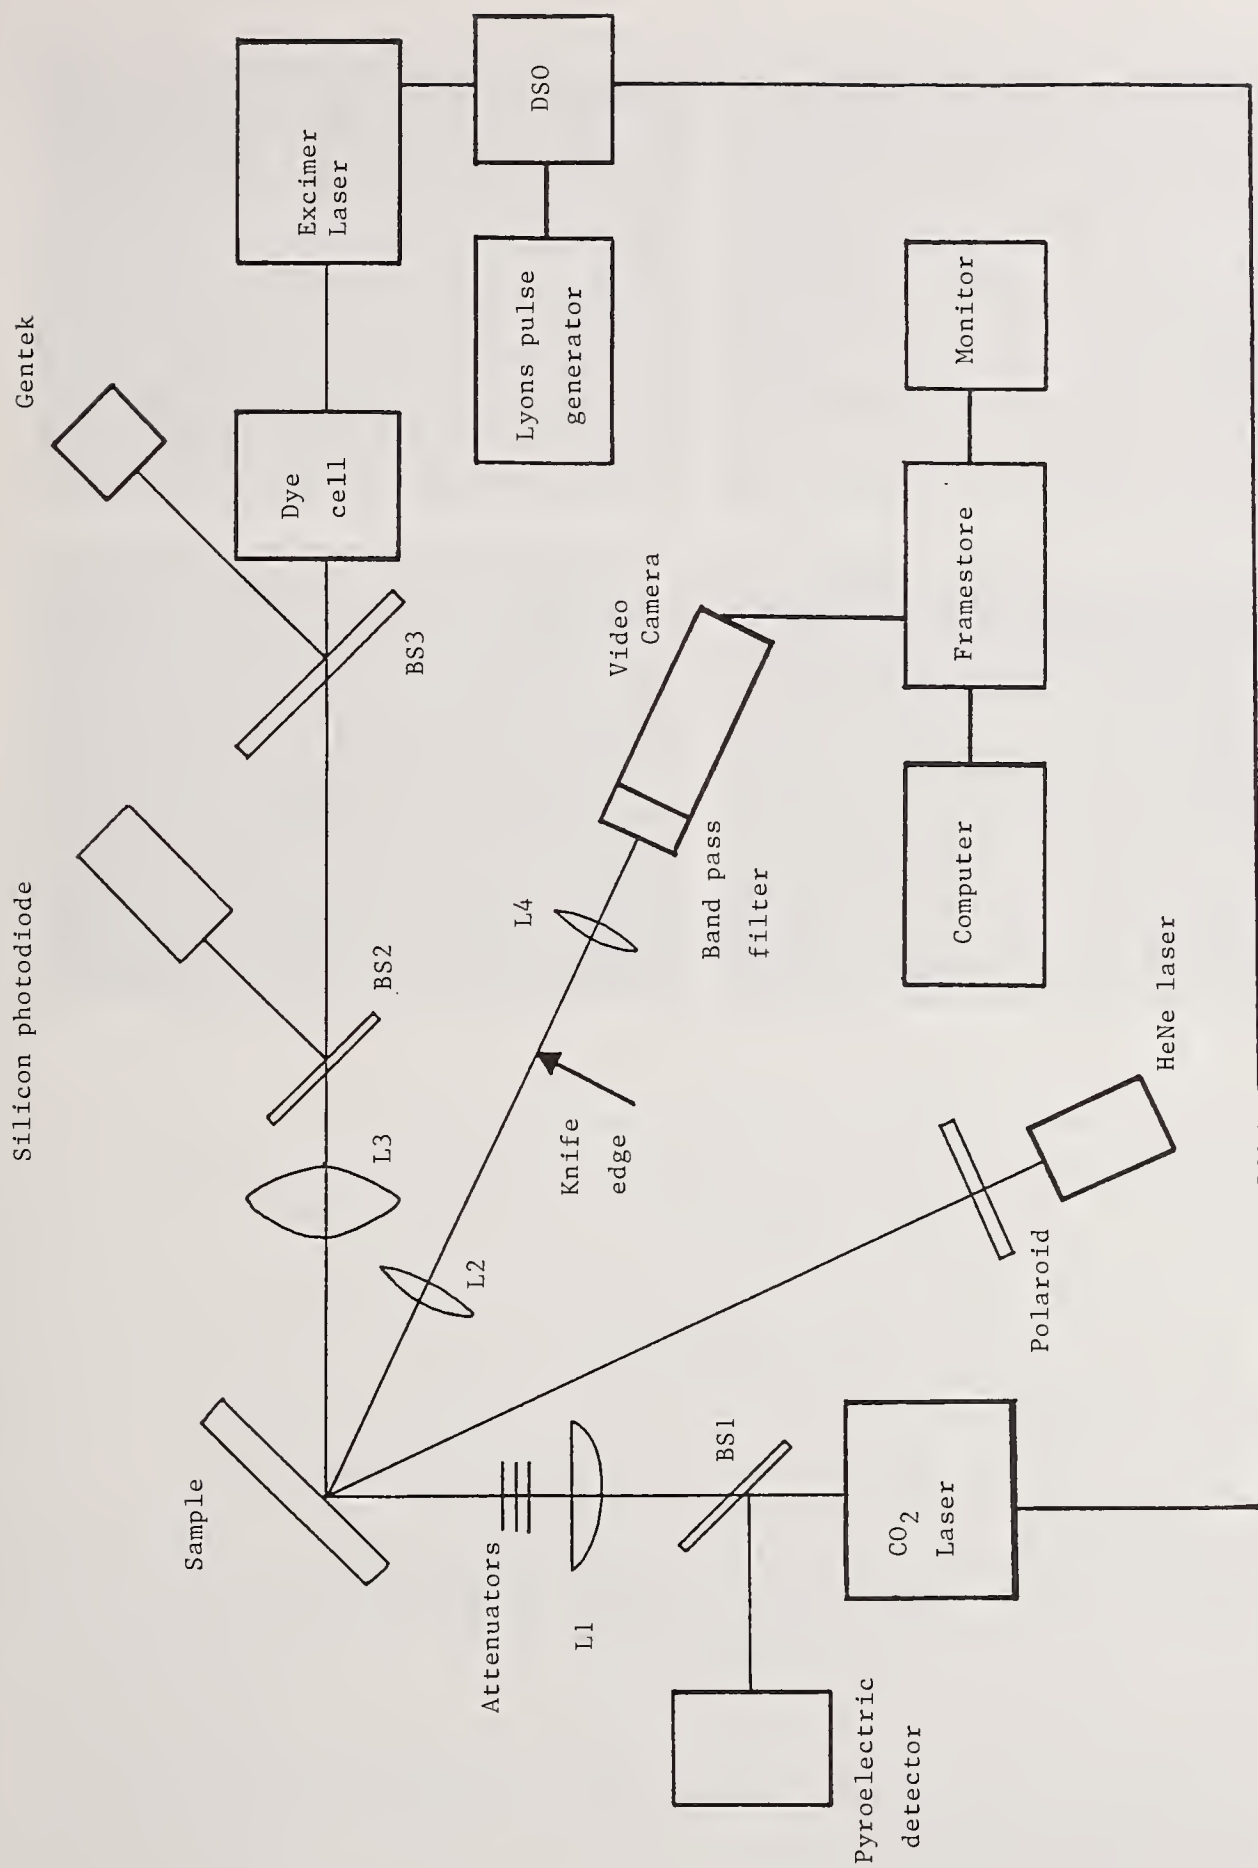 Silicon photodiode
Gentek
Sample
L3
BS2
BS3
Dye
cell
Excimer
Laser
DSO
Lyons pulse
generator
Attenuators
L1
L2
L4
Knife
edge
Video
Camera
Band pass
filter
BS1
Pyroelectric
detector
CO2
Laser
Polaroid
HeNe laser
Computer
Framestore
Monitor